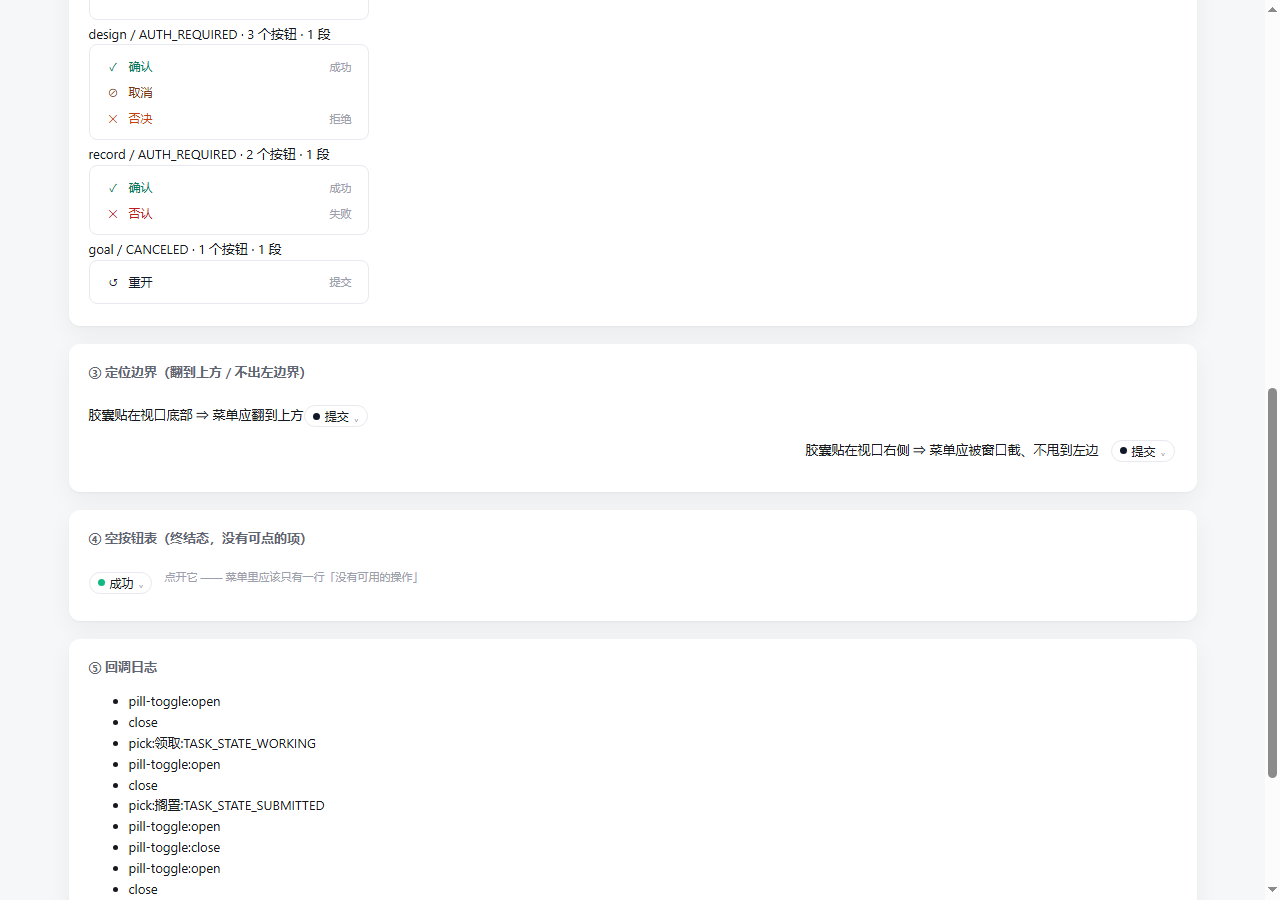 design / AUTH_REQUIRED · 3 个按钮 · 1 段
✓ 确认 成功
⊘ 取消
✕ 否决 拒绝
record / AUTH_REQUIRED · 2 个按钮 · 1 段
✓ 确认 成功
✕ 否认 失败
goal / CANCELED · 1 个按钮 · 1 段
↺ 重开 提交
③ 定位边界（翻到上方 / 不出左边界）
胶囊贴在视口底部 ⇒ 菜单应翻到上方 ● 提交 ⌄
胶囊贴在视口右侧 ⇒ 菜单应被窗口截、不甩到左边 ● 提交 ⌄
④ 空按钮表（终结态，没有可点的项）
● 成功 ⌄ 点开它 —— 菜单里应该只有一行「没有可用的操作」
⑤ 回调日志
• pill-toggle:open
• close
• pick:领取:TASK_STATE_WORKING
• pill-toggle:open
• close
• pick:搁置:TASK_STATE_SUBMITTED
• pill-toggle:open
• pill-toggle:close
• pill-toggle:open
• close